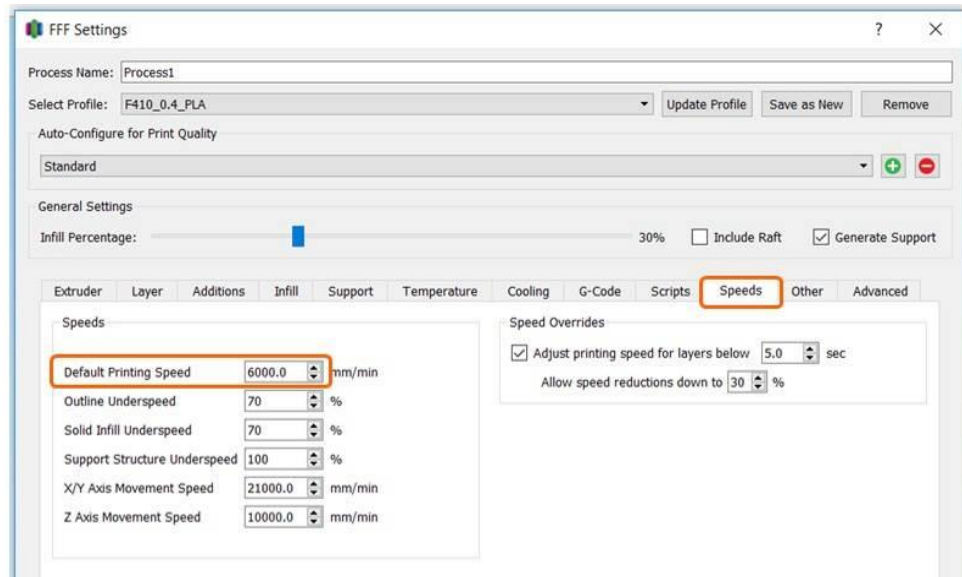 FFF Settings ? ×
Process Name: Process1
Select Profile: F410_0.4_PLA Update Profile Save as New Remove
Auto-Configure for Print Quality
Standard
General Settings
Infill Percentage: 30% Include Raft Generate Support
Extruder Layer Additions Infill Support Temperature Cooling G-Code Scripts Speeds Other Advanced
Speeds
Default Printing Speed 6000.0 mm/min
Outline Underspeed 70 %
Solid Infill Underspeed 70 %
Support Structure Underspeed 100 %
X/Y Axis Movement Speed 21000.0 mm/min
Z Axis Movement Speed 10000.0 mm/min
Speed Overrides
Adjust printing speed for layers below 5.0 sec
Allow speed reductions down to 30 %